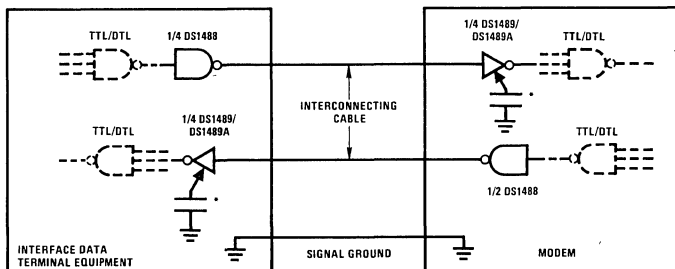 TTL/DTL
1/4 DS1488
1/4 DS1489/
DS1489A
TTL/DTL
INTERCONNECTING
CABLE
TTL/DTL
1/4 DS1489/
DS1489A
TTL/DTL
1/2 DS1488
INTERFACE DATA
TERMINAL EQUIPMENT
SIGNAL GROUND
MODEM